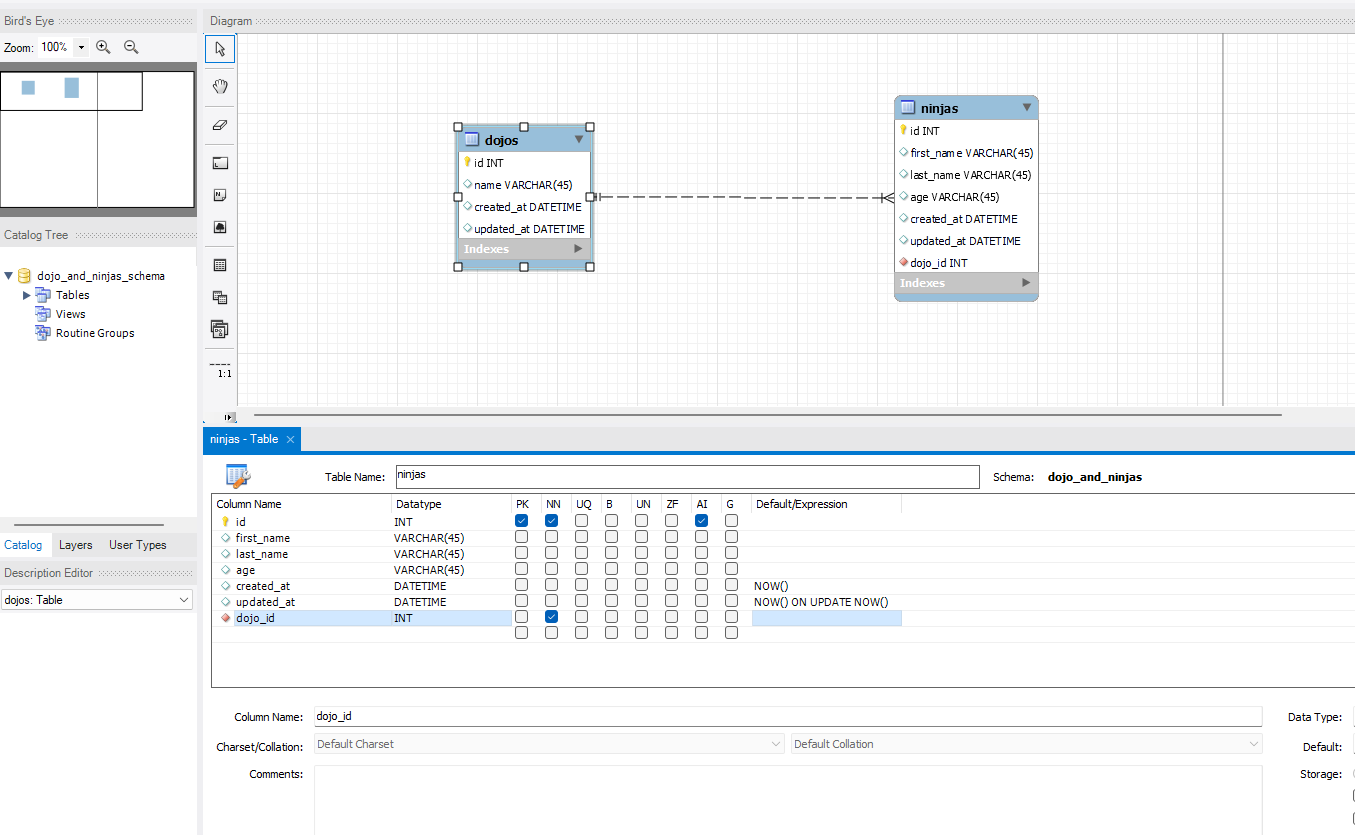 Bird's Eye
Zoom: 100%
Catalog Tree
dojo_and_ninjas_schema
Tables
Views
Routine Groups
Catalog Layers User Types
Description Editor
dojos: Table
Diagram
1:1
dojos
id INT
name VARCHAR(45)
created_at DATETIME
updated_at DATETIME
Indexes
ninjas
id INT
first_name VARCHAR(45)
last_name VARCHAR(45)
age VARCHAR(45)
created_at DATETIME
updated_at DATETIME
dojo_id INT
Indexes
ninjas - Table
Table Name: ninjas Schema: dojo_and_ninjas
Column Name Datatype PK NN UQ B UN ZF AI G Default/Expression
id INT
first_name VARCHAR(45)
last_name VARCHAR(45)
age VARCHAR(45)
created_at DATETIME NOW()
updated_at DATETIME NOW() ON UPDATE NOW()
dojo_id INT
Column Name: dojo_id Data Type:
Charset/Collation: Default Charset Default Collation Default:
Comments: Storage: